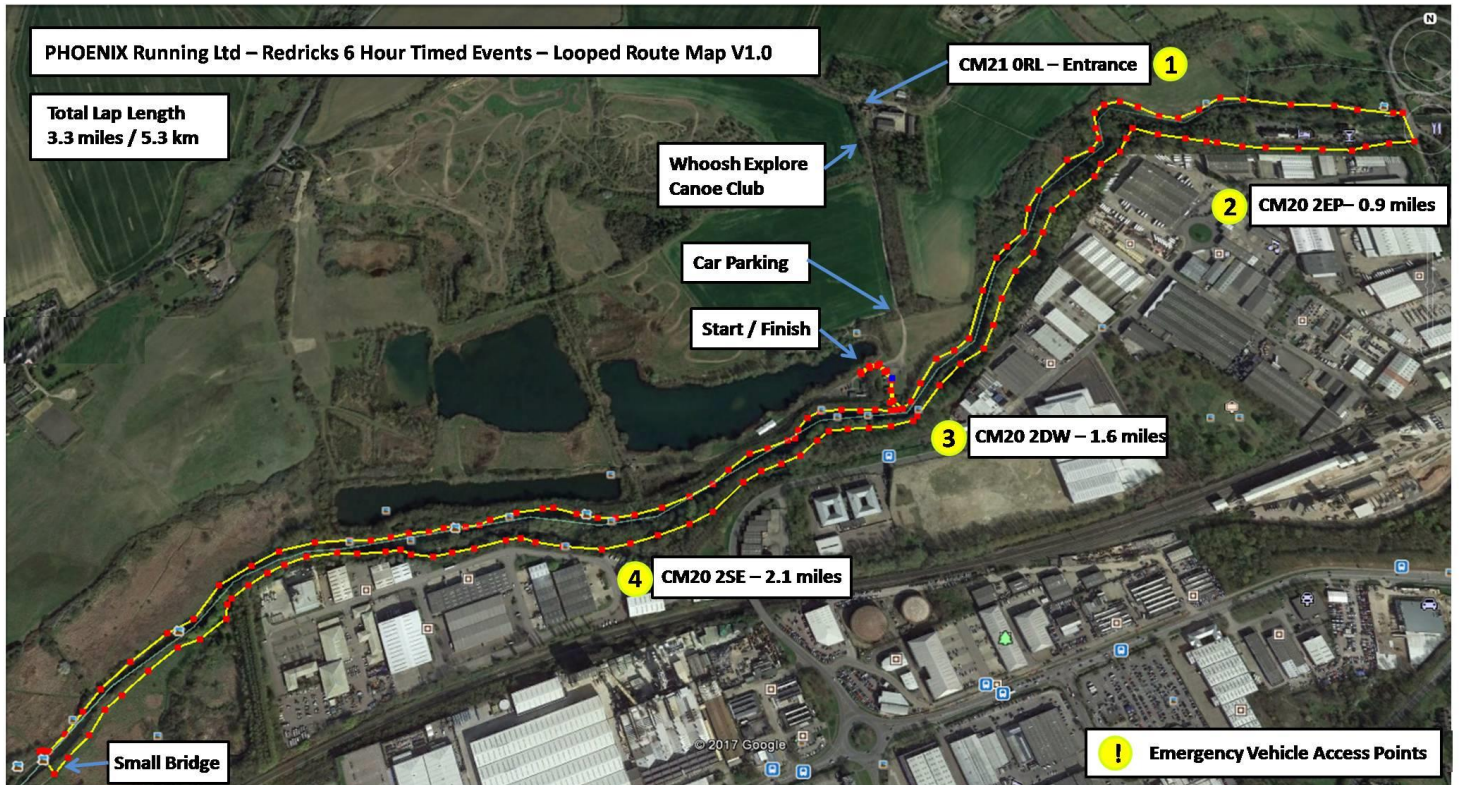 PHOENIX Running Ltd – Redricks 6 Hour Timed Events – Looped Route Map V1.0
N
CM21 0RL – Entrance
1
Total Lap Length
3.3 miles / 5.3 km
Whoosh Explore
Canoe Club
2
CM20 2EP– 0.9 miles
Car Parking
Start / Finish
3
CM20 2DW – 1.6 miles
4
CM20 2SE – 2.1 miles
Small Bridge
© 2017 Google
!
Emergency Vehicle Access Points